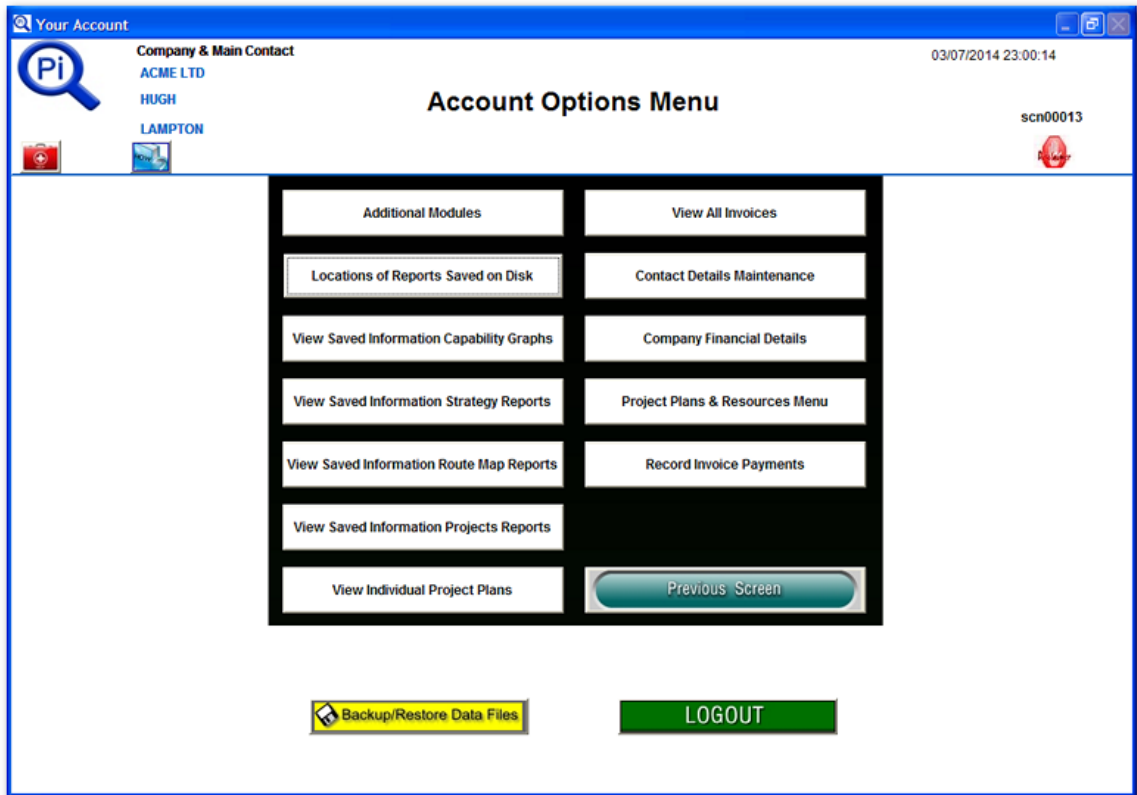 Your Account
Pi
Company & Main Contact
ACME LTD
HUGH
LAMPTON
Account Options Menu
03/07/2014 23:00:14
scn00013
Additional Modules
View All Invoices
Locations of Reports Saved on Disk
Contact Details Maintenance
View Saved Information Capability Graphs
Company Financial Details
View Saved Information Strategy Reports
Project Plans & Resources Menu
View Saved Information Route Map Reports
Record Invoice Payments
View Saved Information Projects Reports
View Individual Project Plans
Previous Screen
Backup/Restore Data Files
LOGOUT